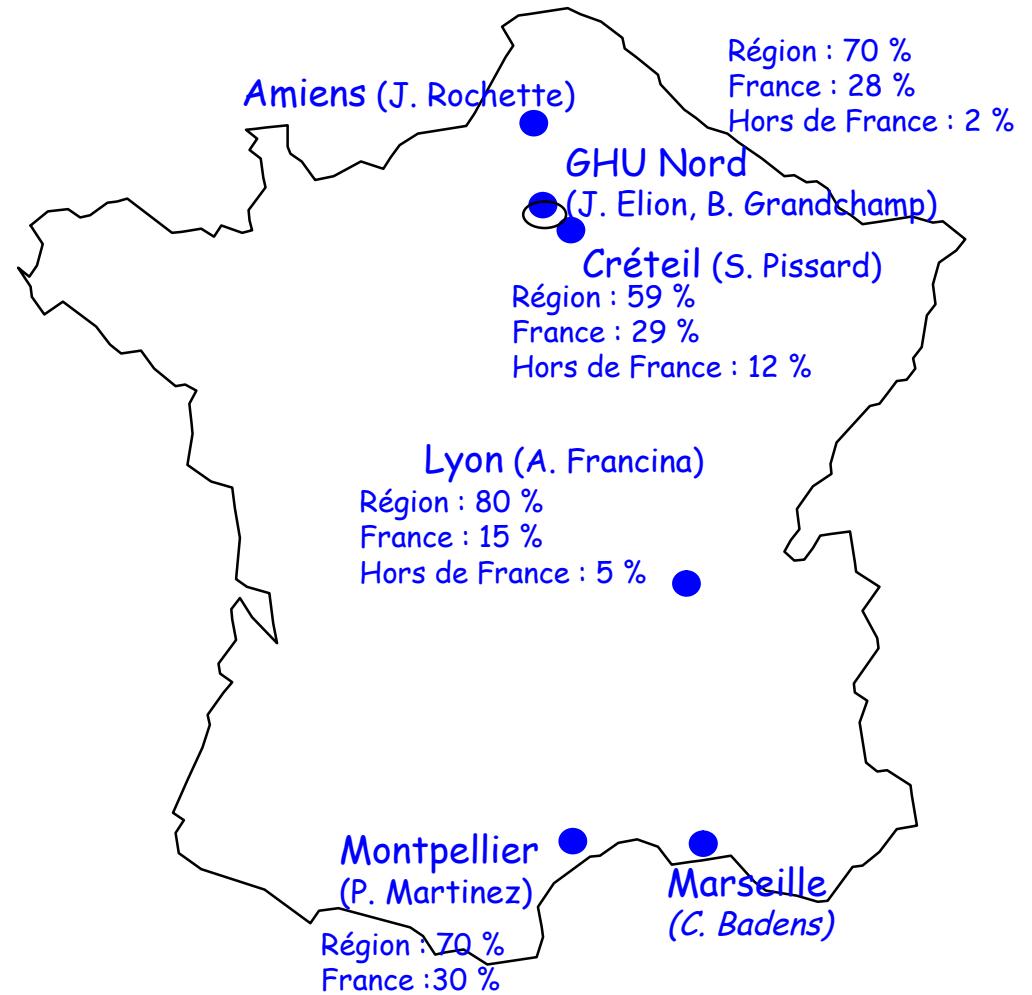 Région : 70 %
France : 28 %
Hors de France : 2 %
Amiens (J. Rochette)
GHU Nord
(J. Elion, B. Grandchamp)
Créteil (S. Pissard)
Région : 59 %
France : 29 %
Hors de France : 12 %
Lyon (A. Francina)
Région : 80 %
France : 15 %
Hors de France : 5 %
Montpellier
(P. Martinez)
Région : 70 %
France :30 %
Marseille
(C. Badens)